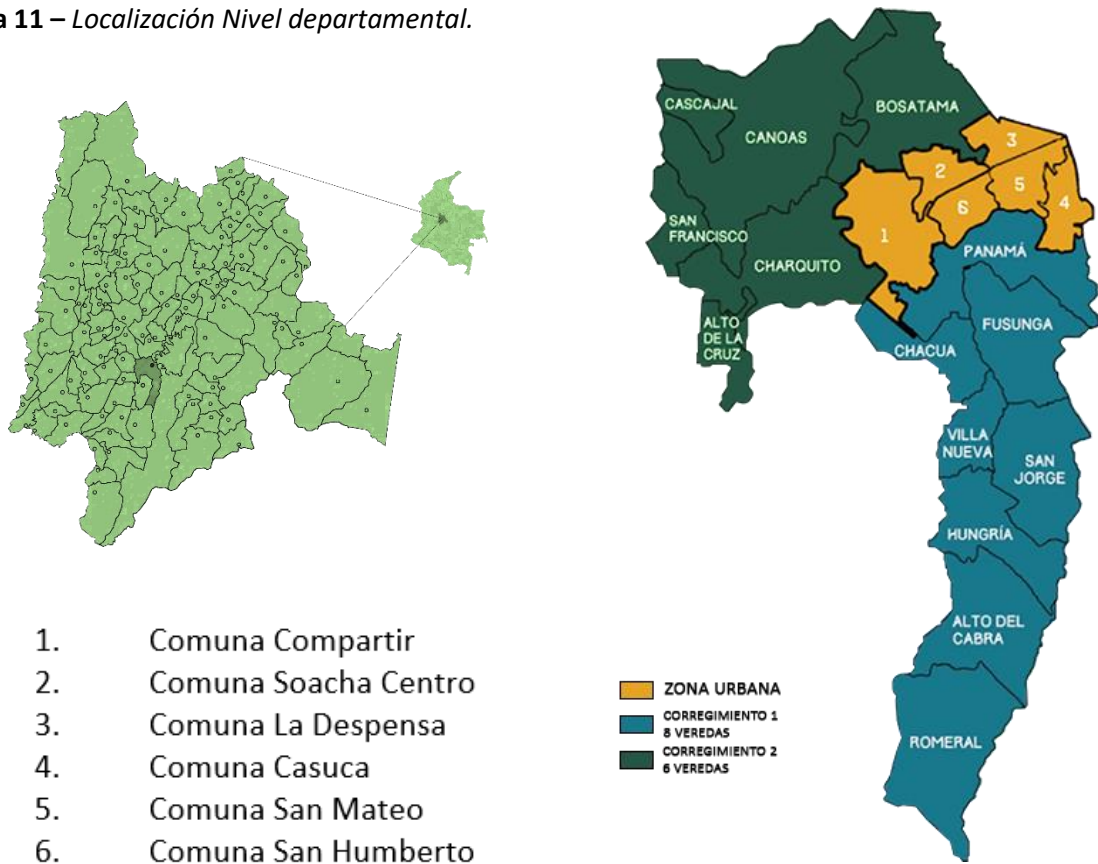 a 11 – Localización Nivel departamental.
CASCAJAL
CANOAS
BOSATAMA
3
2
5
4
6
1
SAN
FRANCISCO
CHARQUITO
PANAMÁ
ALTO
DE LA
CRUZ
FUSUNGA
CHACUA
VILLA
NUEVA
SAN
JORGE
HUNGRÍA
ALTO DEL
CABRA
ROMERAL
ZONA URBANA
CORREGIMIENTO 1
8 VEREDAS
CORREGIMIENTO 2
6 VEREDAS
1. Comuna Compartir
2. Comuna Soacha Centro
3. Comuna La Despensa
4. Comuna Casuca
5. Comuna San Mateo
6. Comuna San Humberto